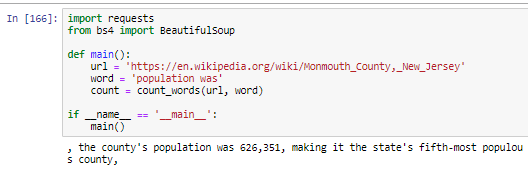 In [166]: import requests
from bs4 import BeautifulSoup
def main():
    url = 'https://en.wikipedia.org/wiki/Monmouth_County,_New_Jersey'
    word = 'population was'
    count = count_words(url, word)
if __name__ == '__main__':
    main()
, the county's population was 626,351, making it the state's fifth-most populou
s county,